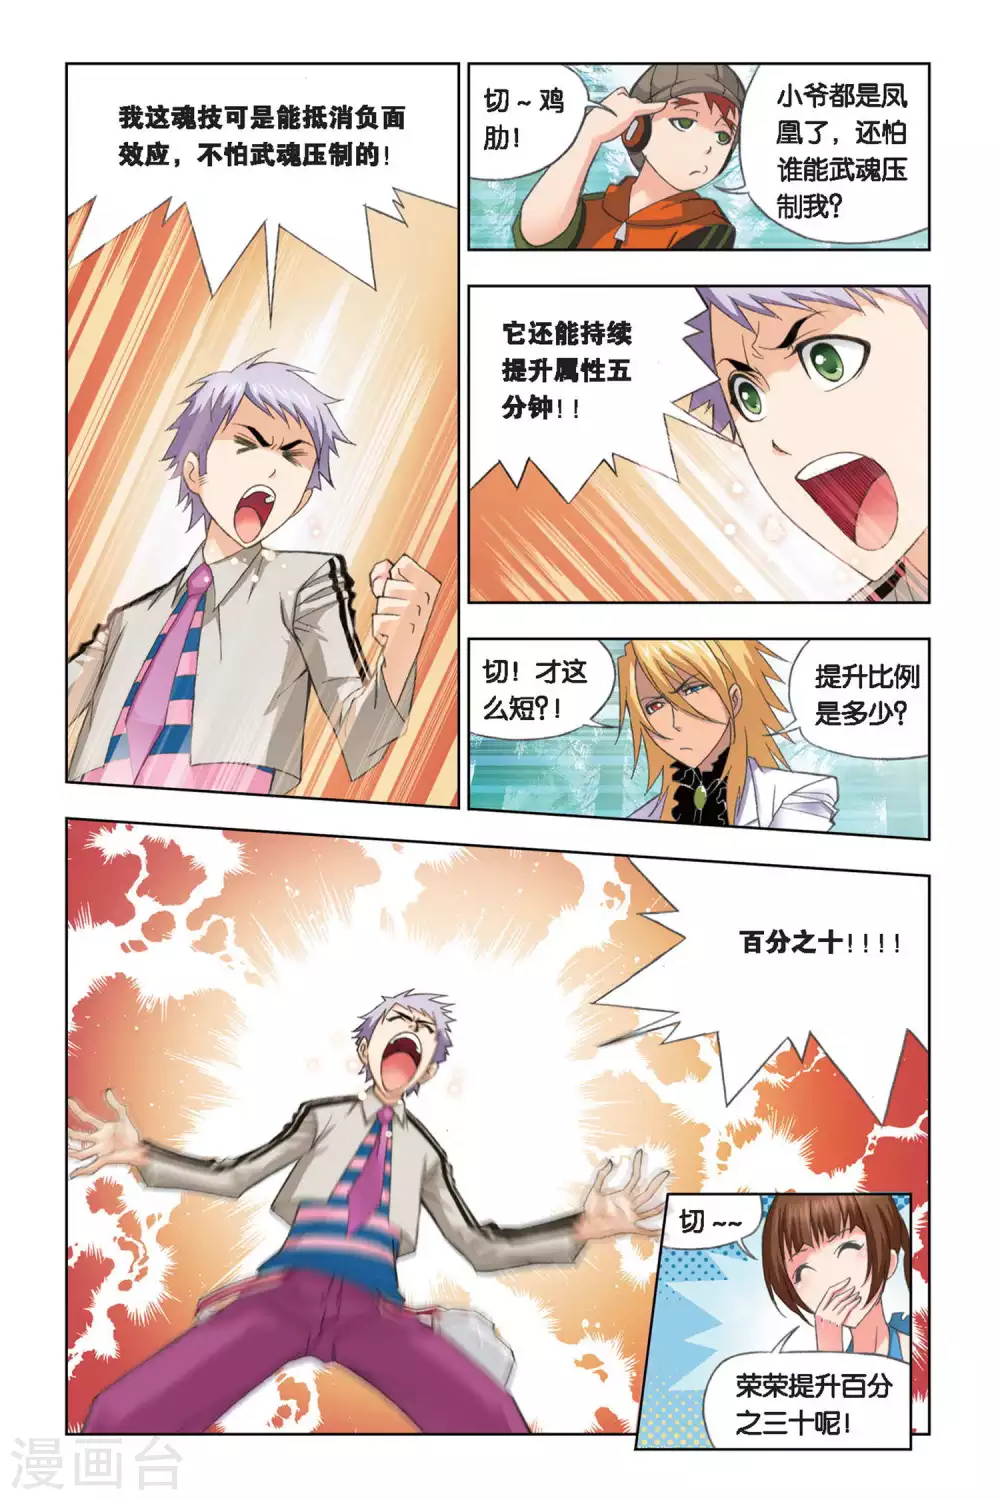 我这魂技可是能抵消负面
效应，不怕武魂压制的！
切～鸡
肋！
小爷都是凤
凰了，还怕
谁能武魂压
制我？
它还能持续
提升属性五
分钟！！
切！才这
么短？！
提升比例
是多少？
百分之十！！！！
切～～
荣荣提升百分
之三十呢！
漫画台